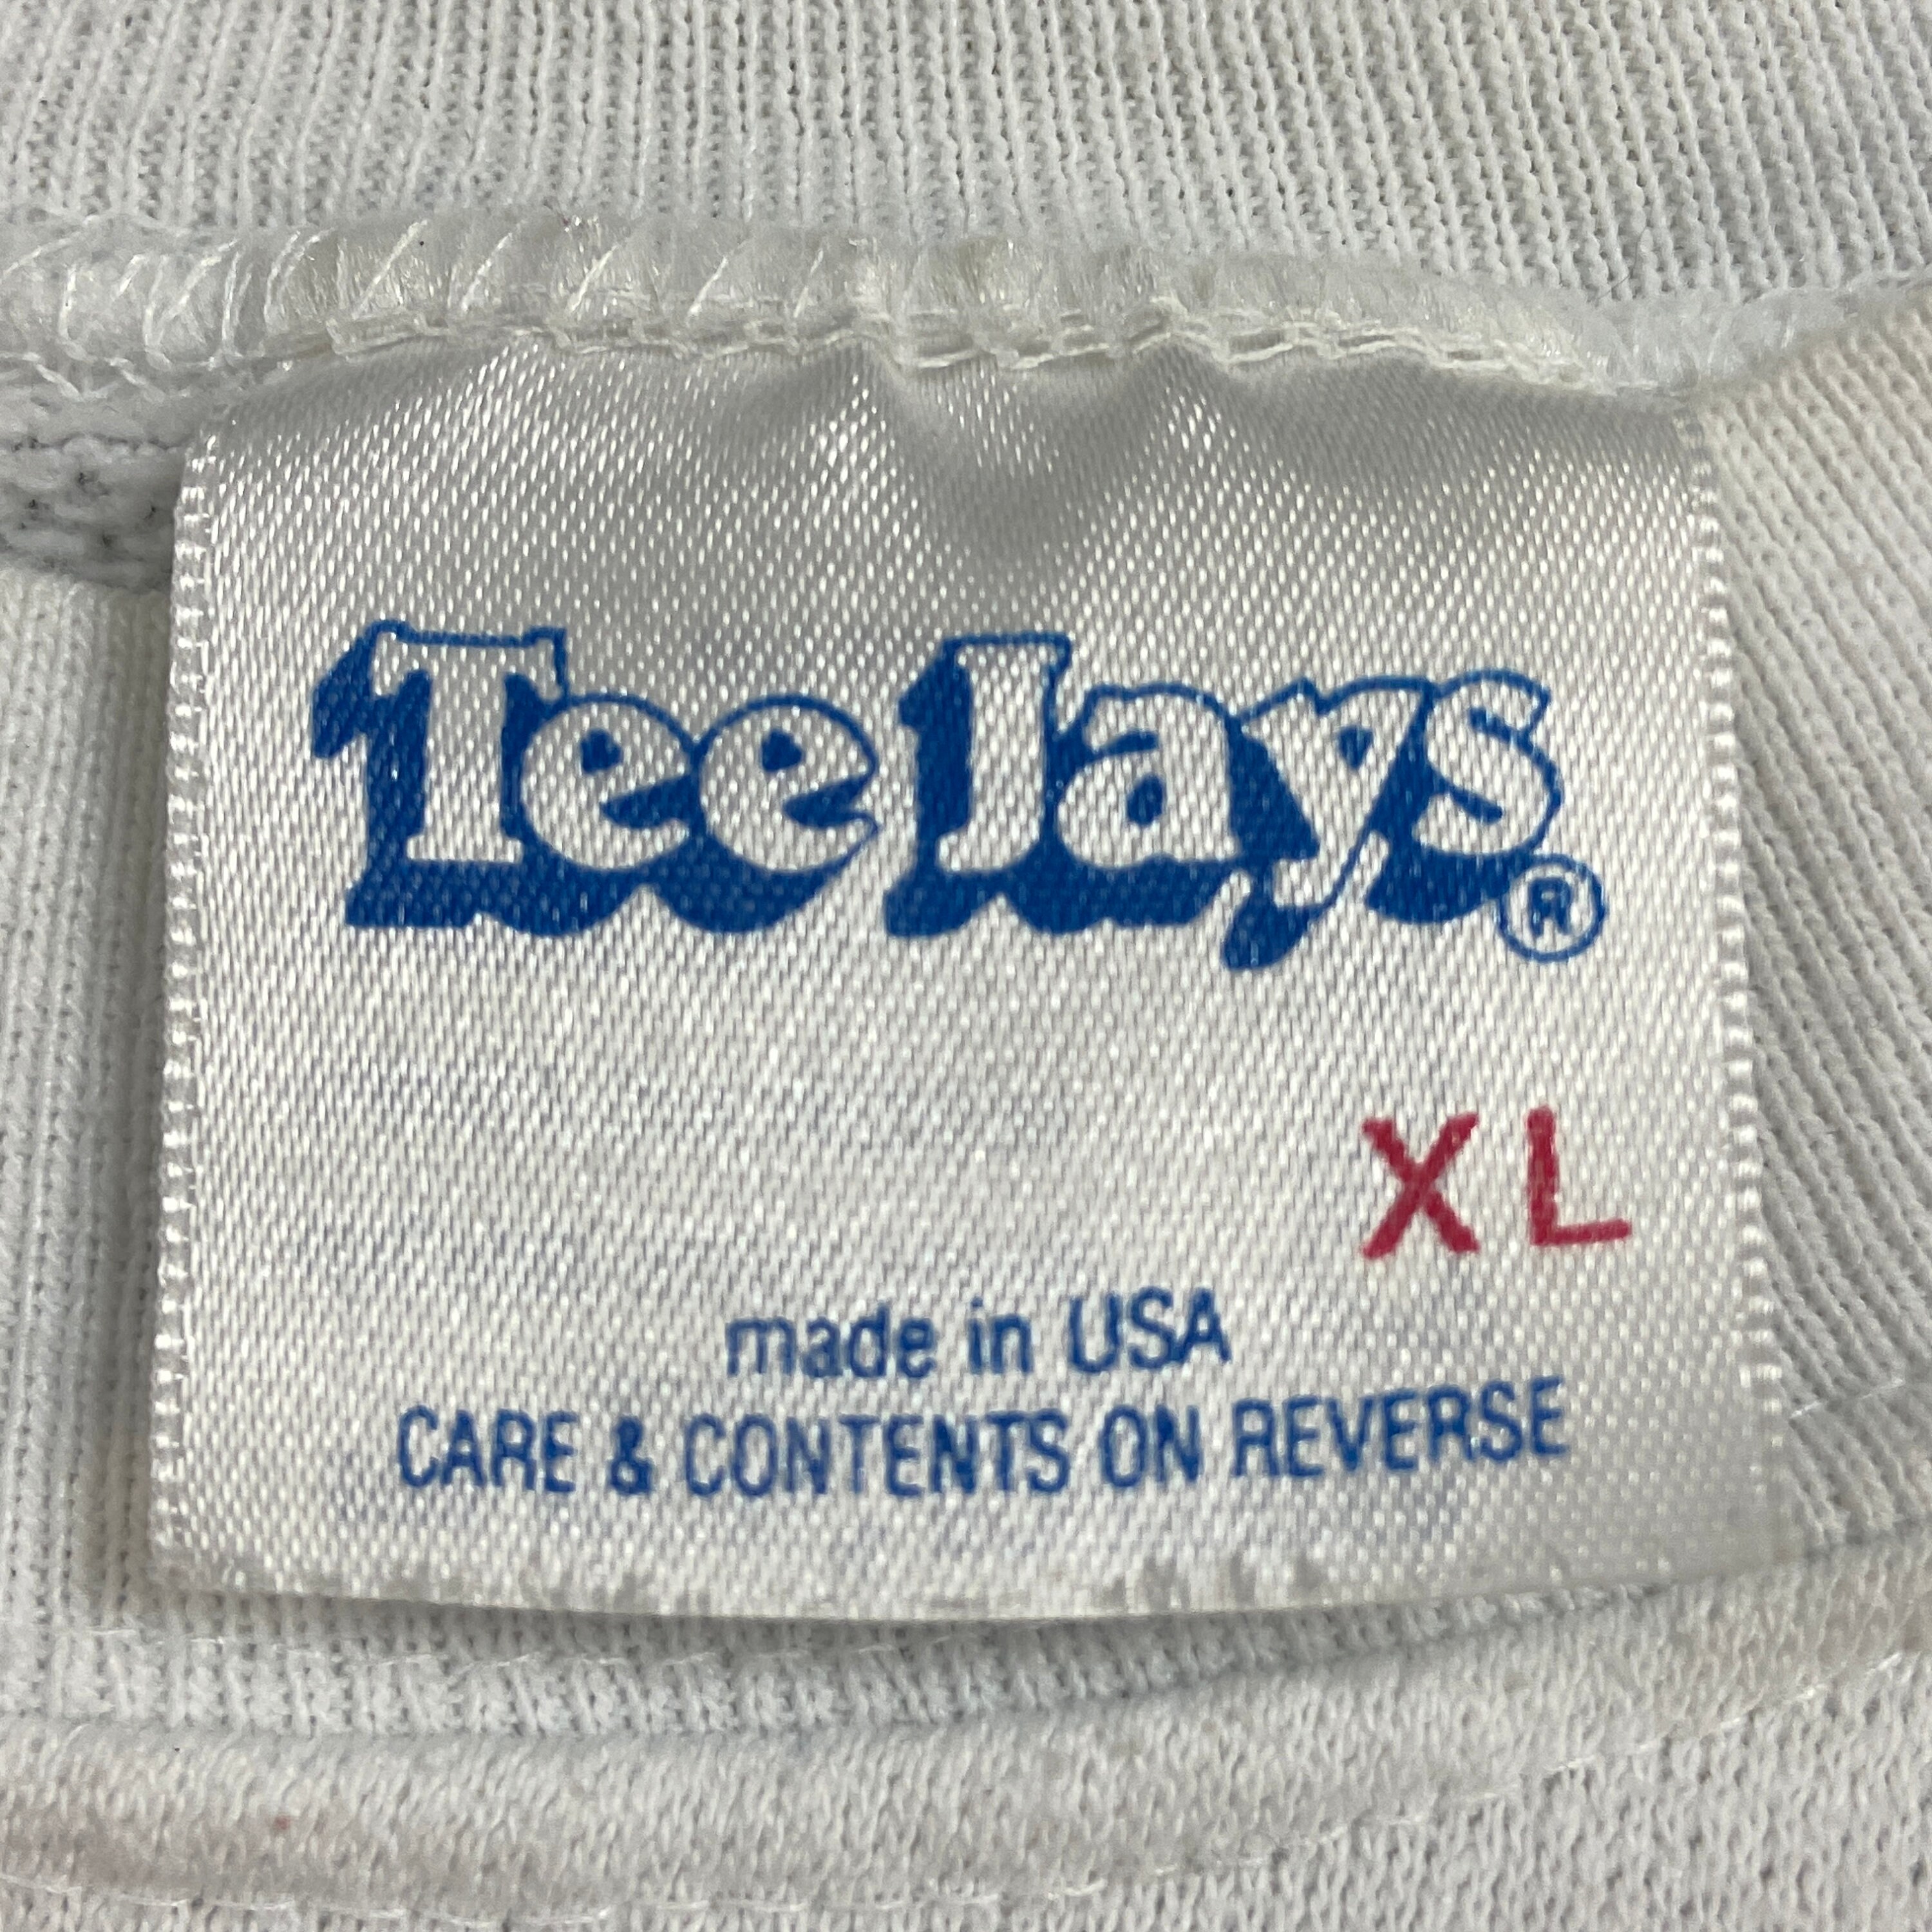 Tee Jays ®
XL
made in USA
CARE & CONTENTS ON REVERSE